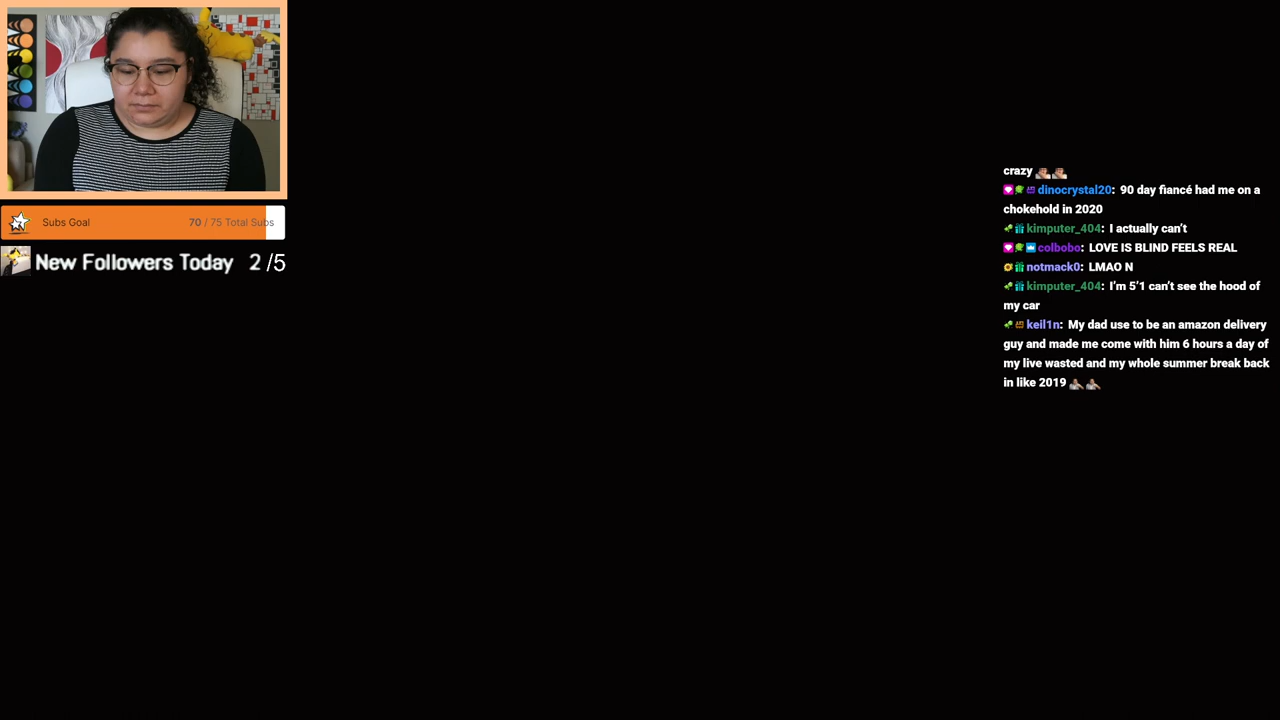 Subs Goal 70 / 75 Total Subs
New Followers Today 2 /5
crazy
dinocrystal20: 90 day fiancé had me on a
chokehold in 2020
kimputer_404: I actually can’t
colbobo: LOVE IS BLIND FEELS REAL
notmack0: LMAO N
kimputer_404: I’m 5’1 can’t see the hood of
my car
keil1n: My dad use to be an amazon delivery
guy and made me come with him 6 hours a day of
my live wasted and my whole summer break back
in like 2019